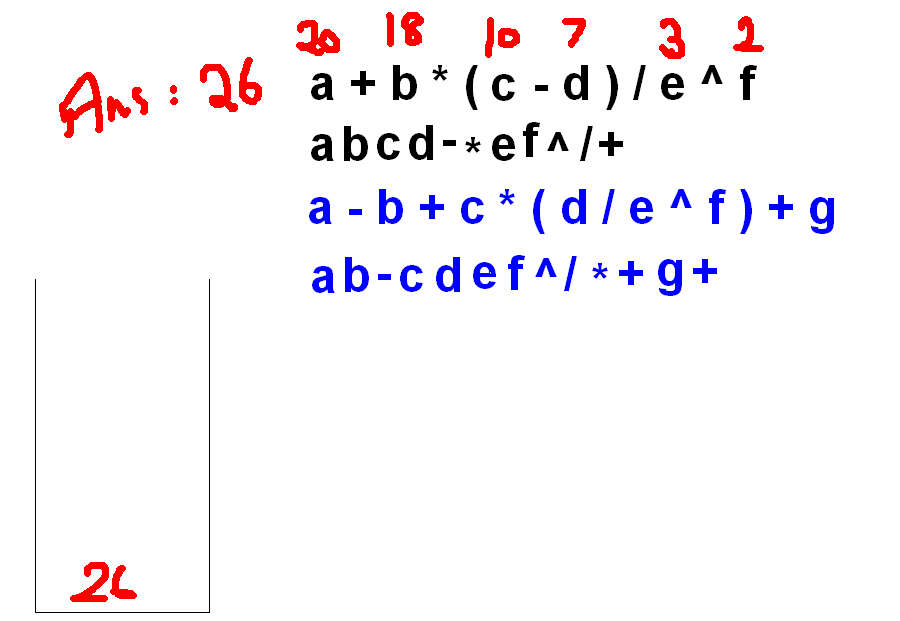 20 18 10 7 3 2
Ans : 26 a + b * ( c - d ) / e ^ f
a b c d - * e f ^ / +
a - b + c * ( d / e ^ f ) + g
a b - c d e f ^ / * + g +
26